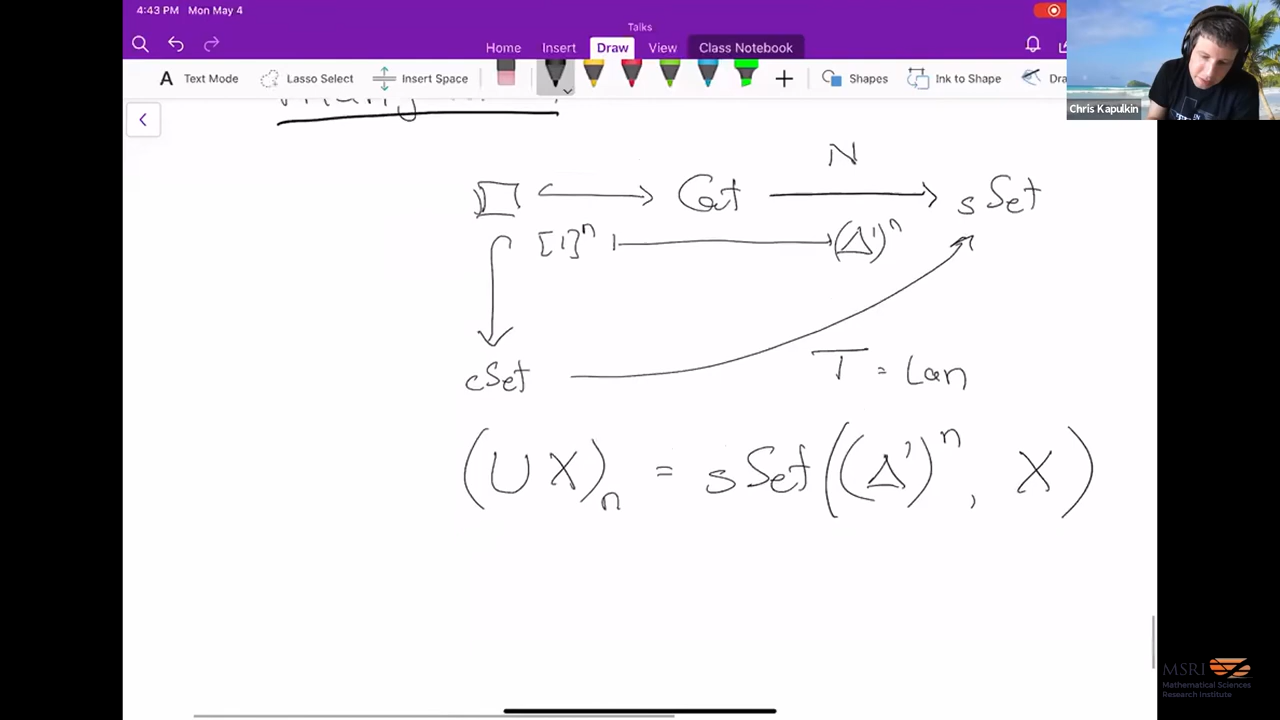 4:43 PM Mon May 4
Talks
Home Insert Draw View Class Notebook
Text Mode Lasso Select Insert Space Shapes Ink to Shape Dra
Chris Kapulkin
N
□ ↪ Cat → sSet
[1]ⁿ ↦ (Δ¹)ⁿ
cSet T = Lan
(UX)ₙ = sSet((Δ¹)ⁿ, X)
MSRI
Mathematical Sciences
Research Institute